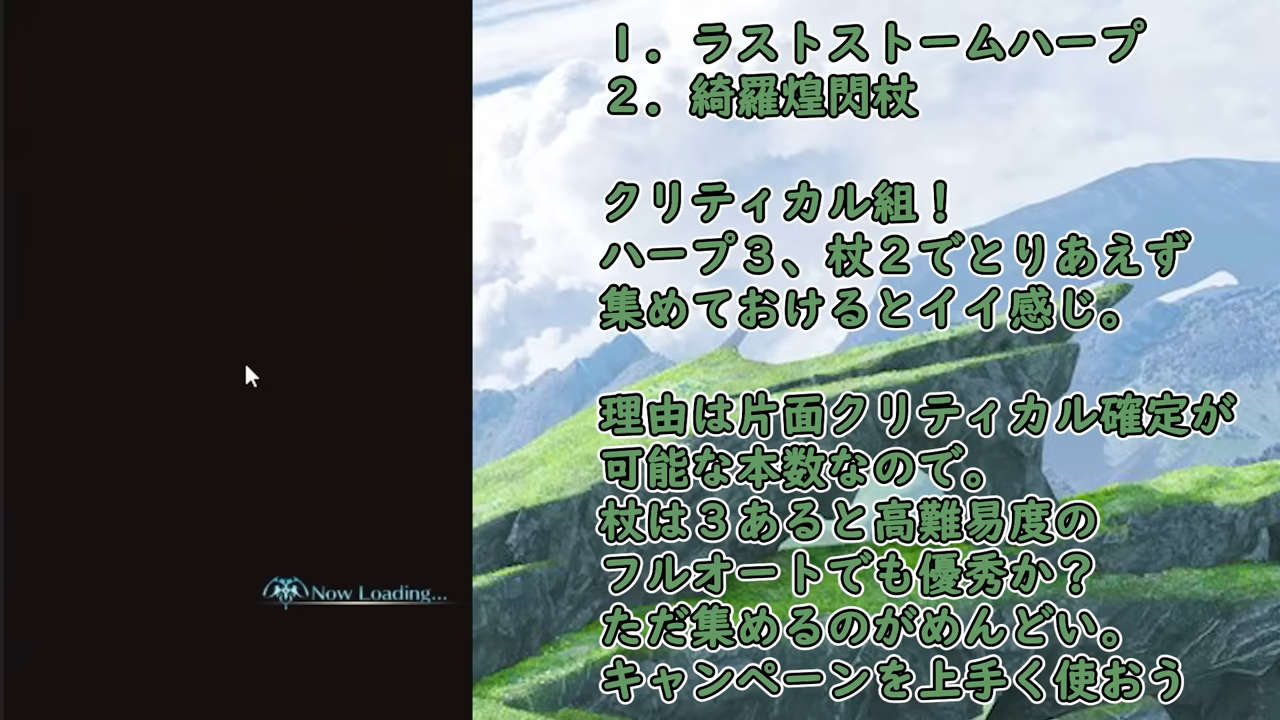 1．ラストストームハープ
２．綺羅煌閃杖
クリティカル組！
ハープ３、杖２でとりあえず
集めておけるとイイ感じ。
理由は片面クリティカル確定が
可能な本数なので。
杖は３あると高難易度の
フルオートでも優秀か？
ただ集めるのがめんどい。
キャンペーンを上手く使おう
Now Loading...